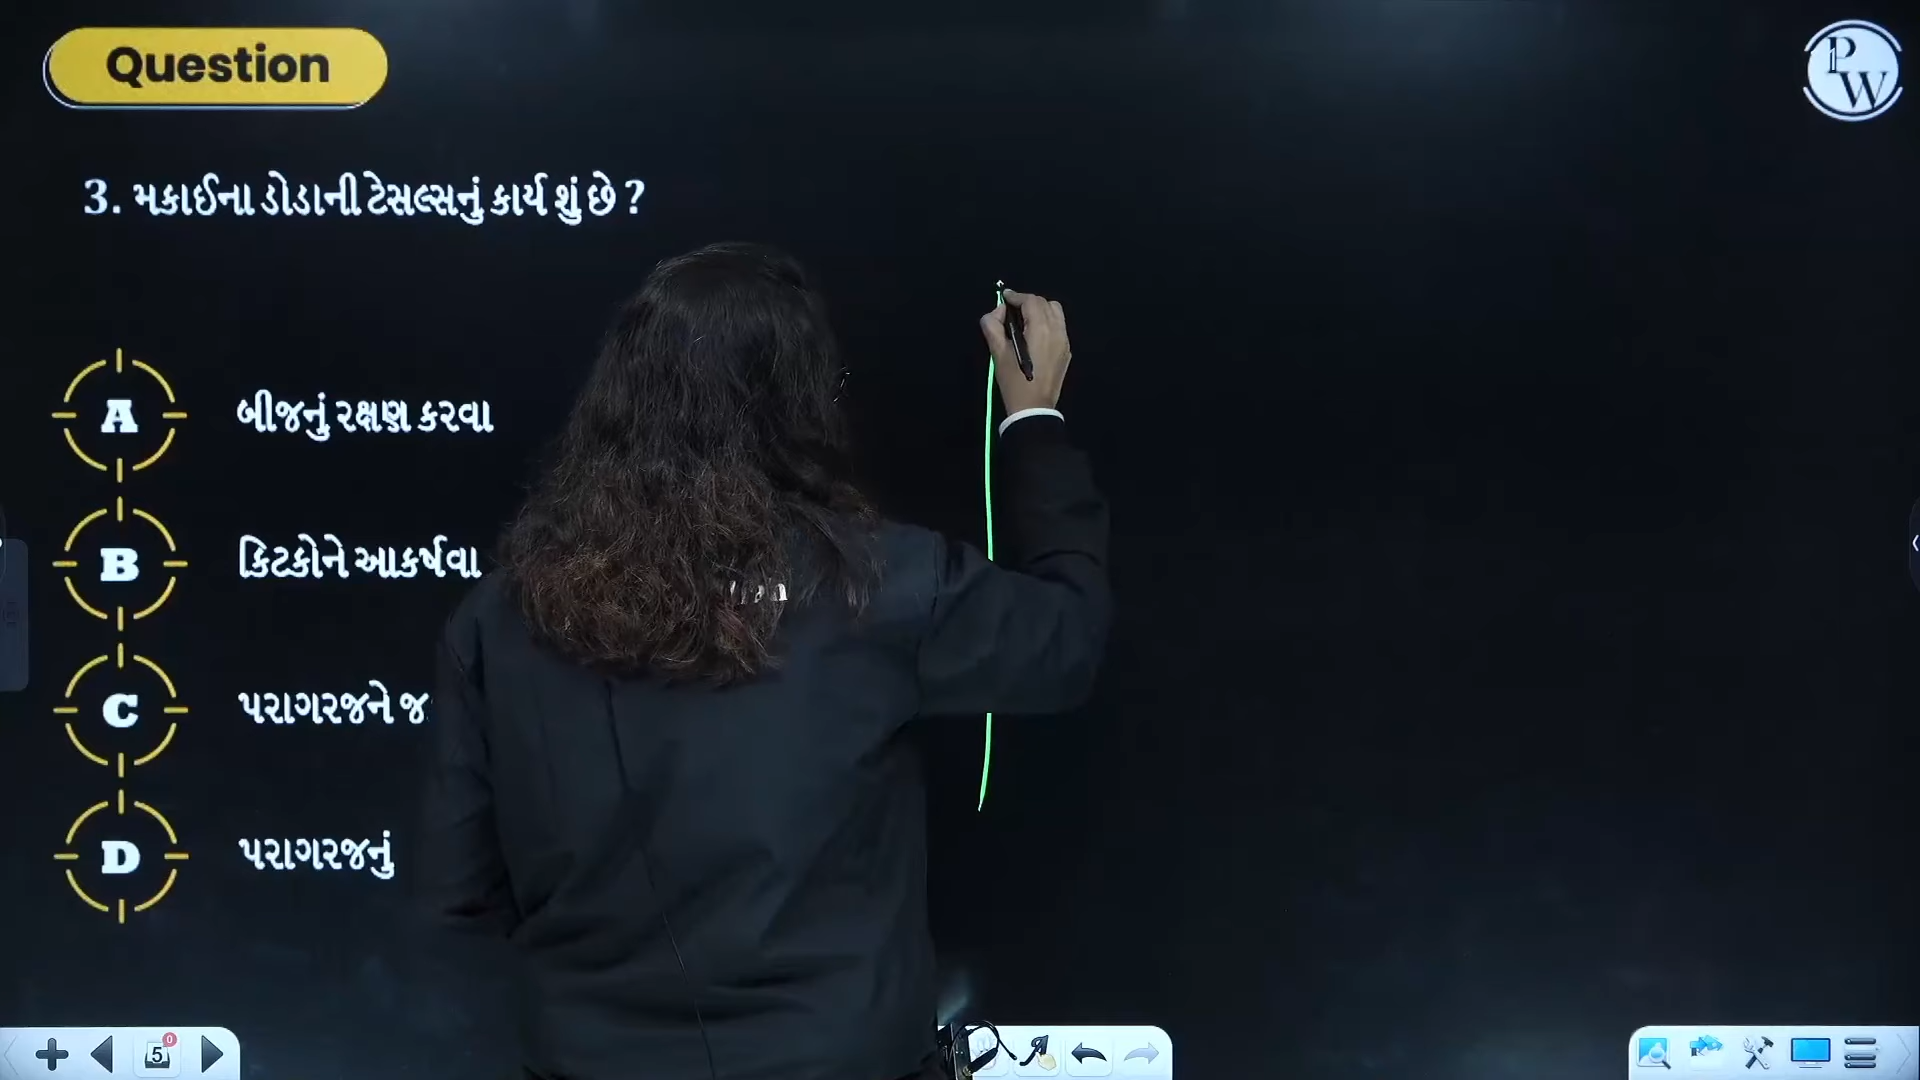 Question
PW
3. મકાઈના ડોડાની ટેસલ્સનું કાર્ય શું છે ?
A બીજનું રક્ષણ કરવા
B કિટકોને આકર્ષવા
C પરાગરજને
D પરાગરજનું
5
0